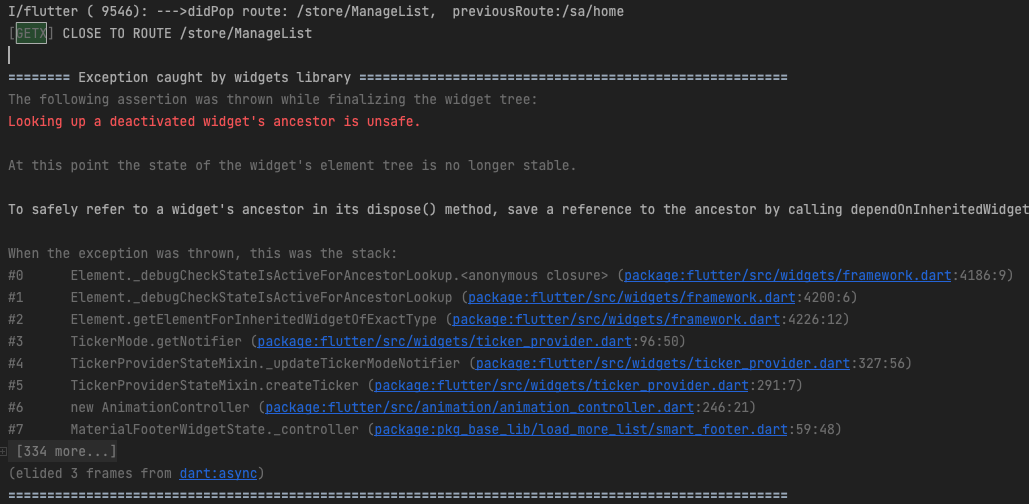 I/flutter ( 9546): --->didPop route: /store/ManageList,  previousRoute:/sa/home
[GETX] CLOSE TO ROUTE /store/ManageList
======== Exception caught by widgets library =======================================================
The following assertion was thrown while finalizing the widget tree:
Looking up a deactivated widget's ancestor is unsafe.
At this point the state of the widget's element tree is no longer stable.
To safely refer to a widget's ancestor in its dispose() method, save a reference to the ancestor by calling dependOnInheritedWidget
When the exception was thrown, this was the stack:
#0      Element._debugCheckStateIsActiveForAncestorLookup.<anonymous closure> (package:flutter/src/widgets/framework.dart:4186:9)
#1      Element._debugCheckStateIsActiveForAncestorLookup (package:flutter/src/widgets/framework.dart:4200:6)
#2      Element.getElementForInheritedWidgetOfExactType (package:flutter/src/widgets/framework.dart:4226:12)
#3      TickerMode.getNotifier (package:flutter/src/widgets/ticker_provider.dart:96:50)
#4      TickerProviderStateMixin._updateTickerModeNotifier (package:flutter/src/widgets/ticker_provider.dart:327:56)
#5      TickerProviderStateMixin.createTicker (package:flutter/src/widgets/ticker_provider.dart:291:7)
#6      new AnimationController (package:flutter/src/animation/animation_controller.dart:246:21)
#7      MaterialFooterWidgetState._controller (package:pkg_base_lib/load_more_list/smart_footer.dart:59:48)
[334 more...]
(elided 3 frames from dart:async)
====================================================================================================